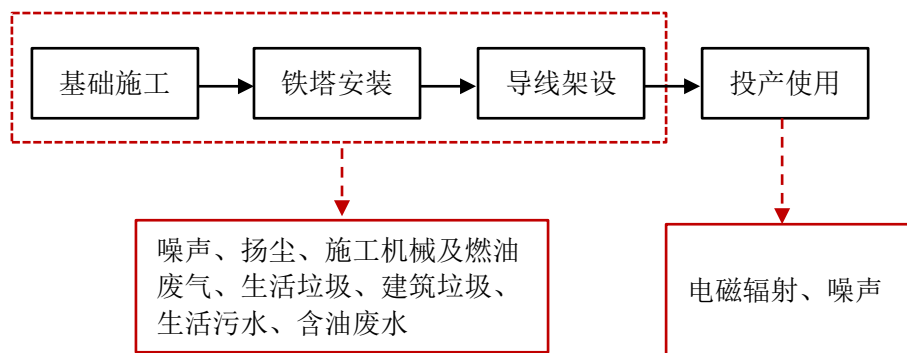 基础施工
铁塔安装
导线架设
投产使用
噪声、扬尘、施工机械及燃油
废气、生活垃圾、建筑垃圾、
生活污水、含油废水
电磁辐射、噪声